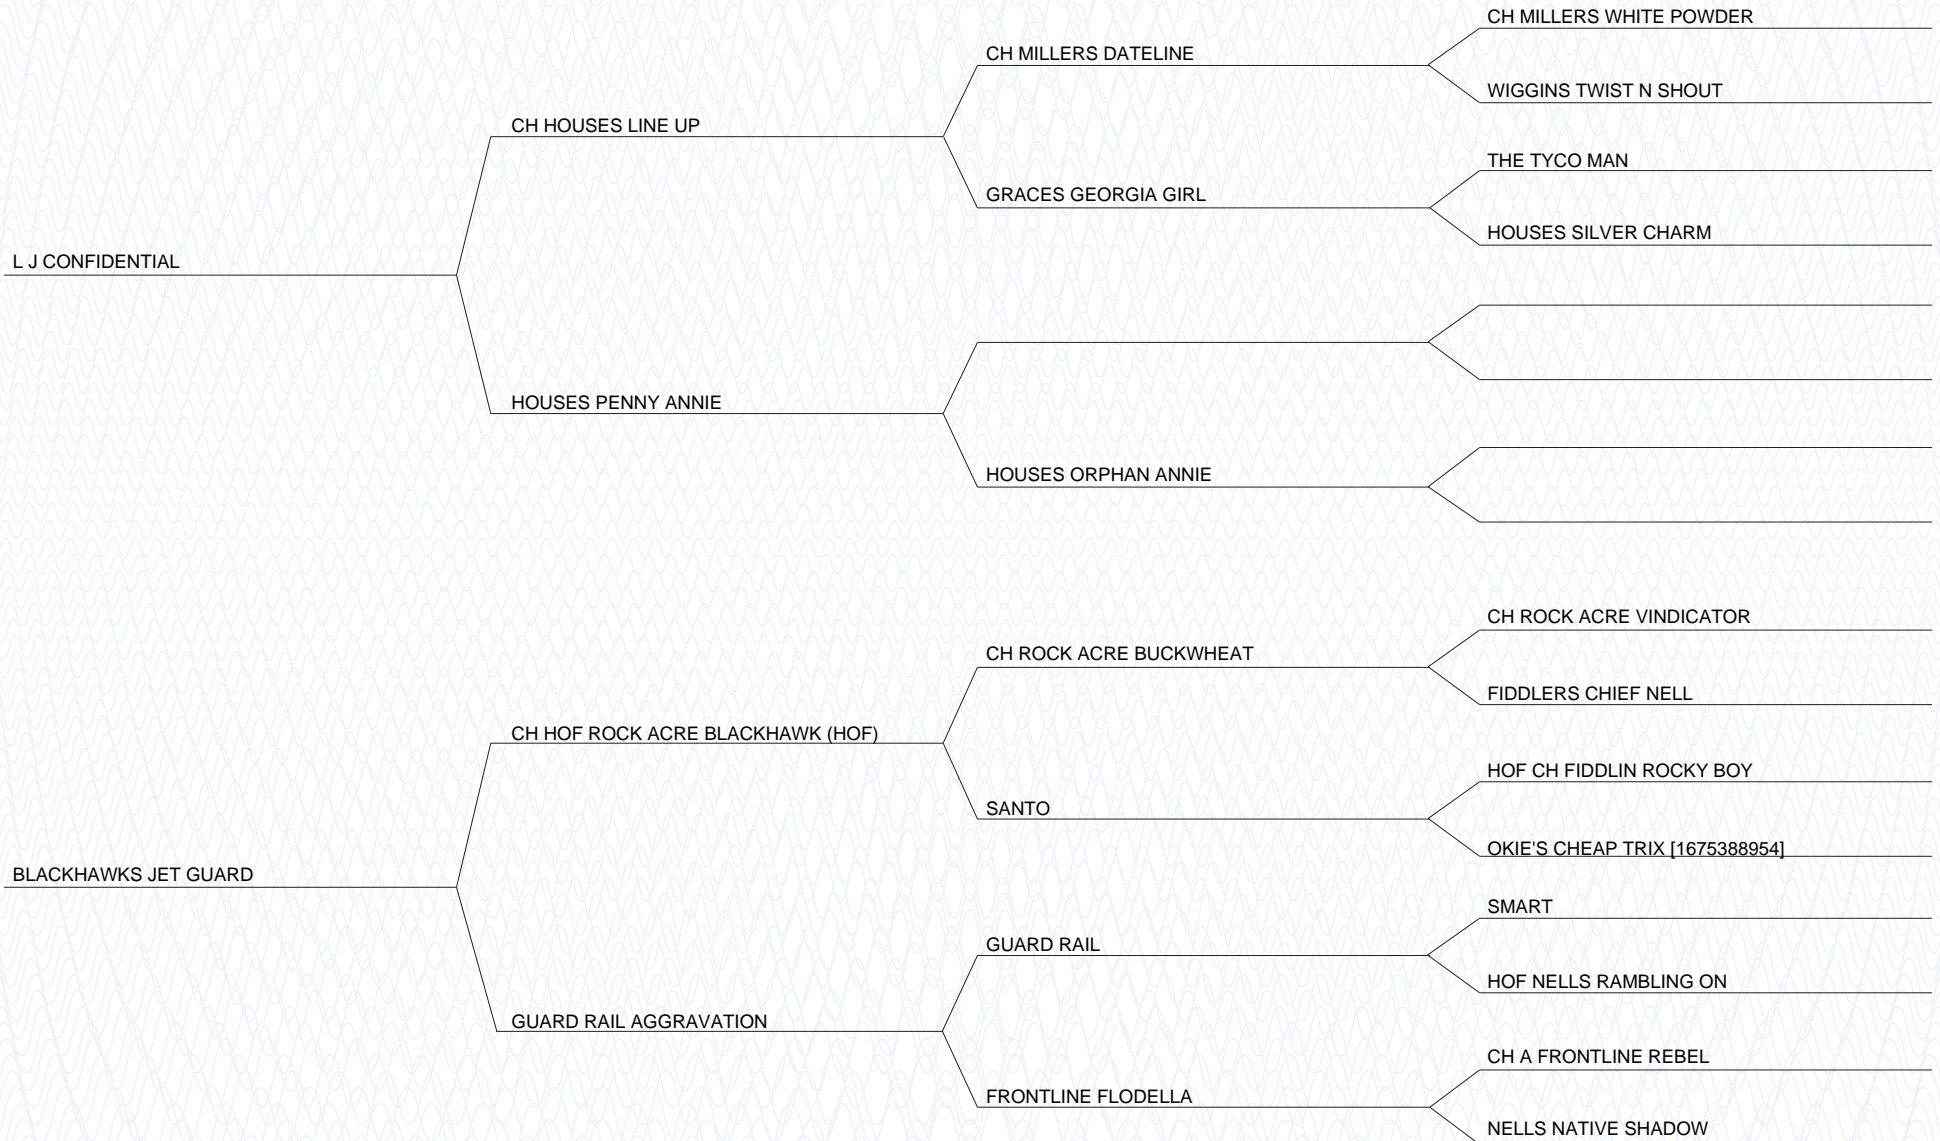 CH MILLERS WHITE POWDER
CH MILLERS DATELINE
WIGGINS TWIST N SHOUT
CH HOUSES LINE UP
THE TYCO MAN
GRACES GEORGIA GIRL
HOUSES SILVER CHARM
L J CONFIDENTIAL
HOUSES PENNY ANNIE
HOUSES ORPHAN ANNIE
CH ROCK ACRE VINDICATOR
CH ROCK ACRE BUCKWHEAT
FIDDLERS CHIEF NELL
CH HOF ROCK ACRE BLACKHAWK (HOF)
HOF CH FIDDLIN ROCKY BOY
SANTO
OKIE'S CHEAP TRIX [1675388954]
BLACKHAWKS JET GUARD
SMART
GUARD RAIL
HOF NELLS RAMBLING ON
GUARD RAIL AGGRAVATION
CH A FRONTLINE REBEL
FRONTLINE FLODELLA
NELLS NATIVE SHADOW